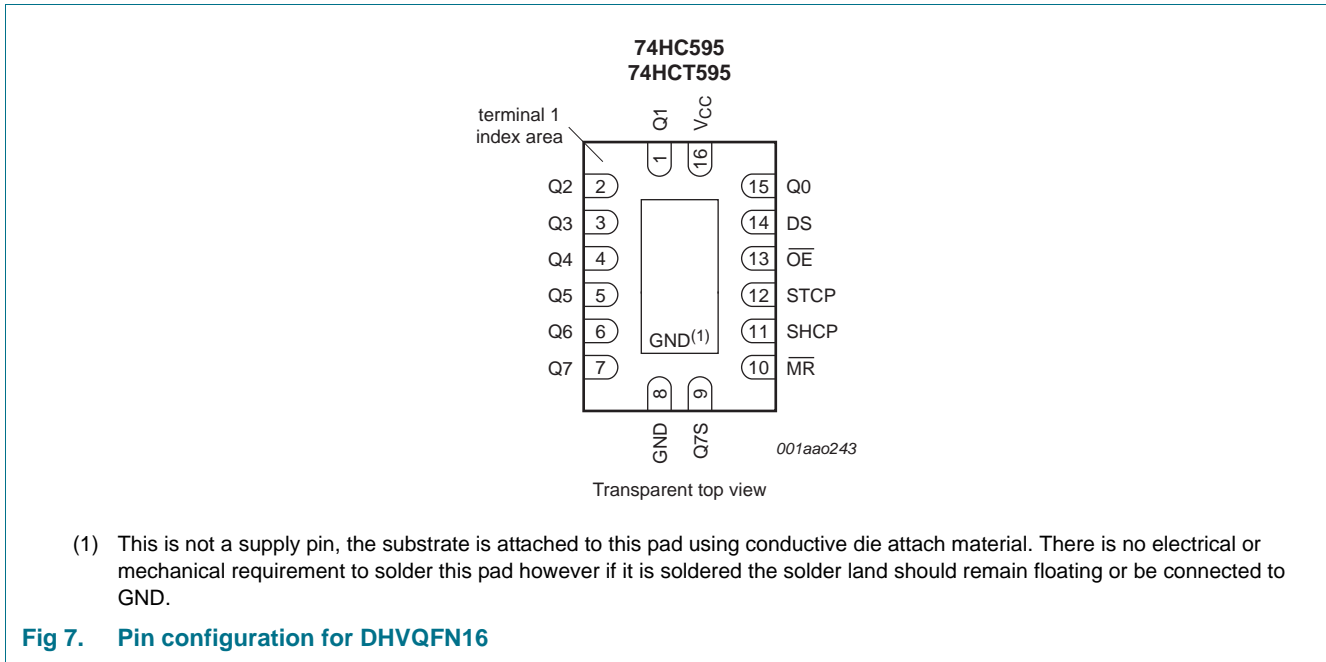 74HC595
74HCT595
terminal 1
index area
Q1
VCC
1
16
Q2 2
15 Q0
Q3 3
14 DS
Q4 4
13 O̅E̅
Q5 5
12 STCP
Q6 6
11 SHCP
GND(1)
Q7 7
10 M̅R̅
8
9
GND
Q7S
001aao243
Transparent top view
(1) This is not a supply pin, the substrate is attached to this pad using conductive die attach material. There is no electrical or
mechanical requirement to solder this pad however if it is soldered the solder land should remain floating or be connected to
GND.
Fig 7. Pin configuration for DHVQFN16